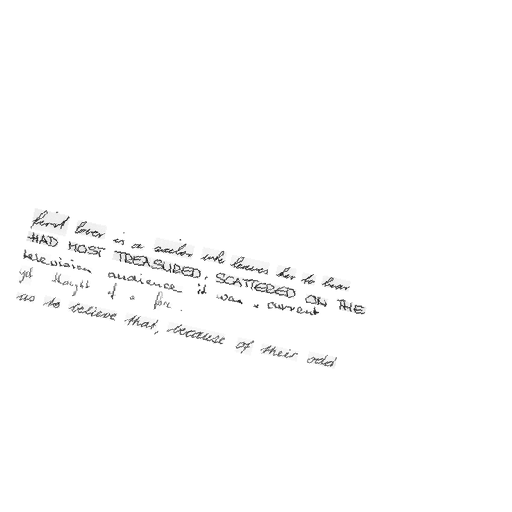 first lover is a sailor who leaves her to hear
HAD MOST TREASURED, SCATTERED ON THE
television audience it was a current
yet thought of a fire.
us to believe that, because of their odd